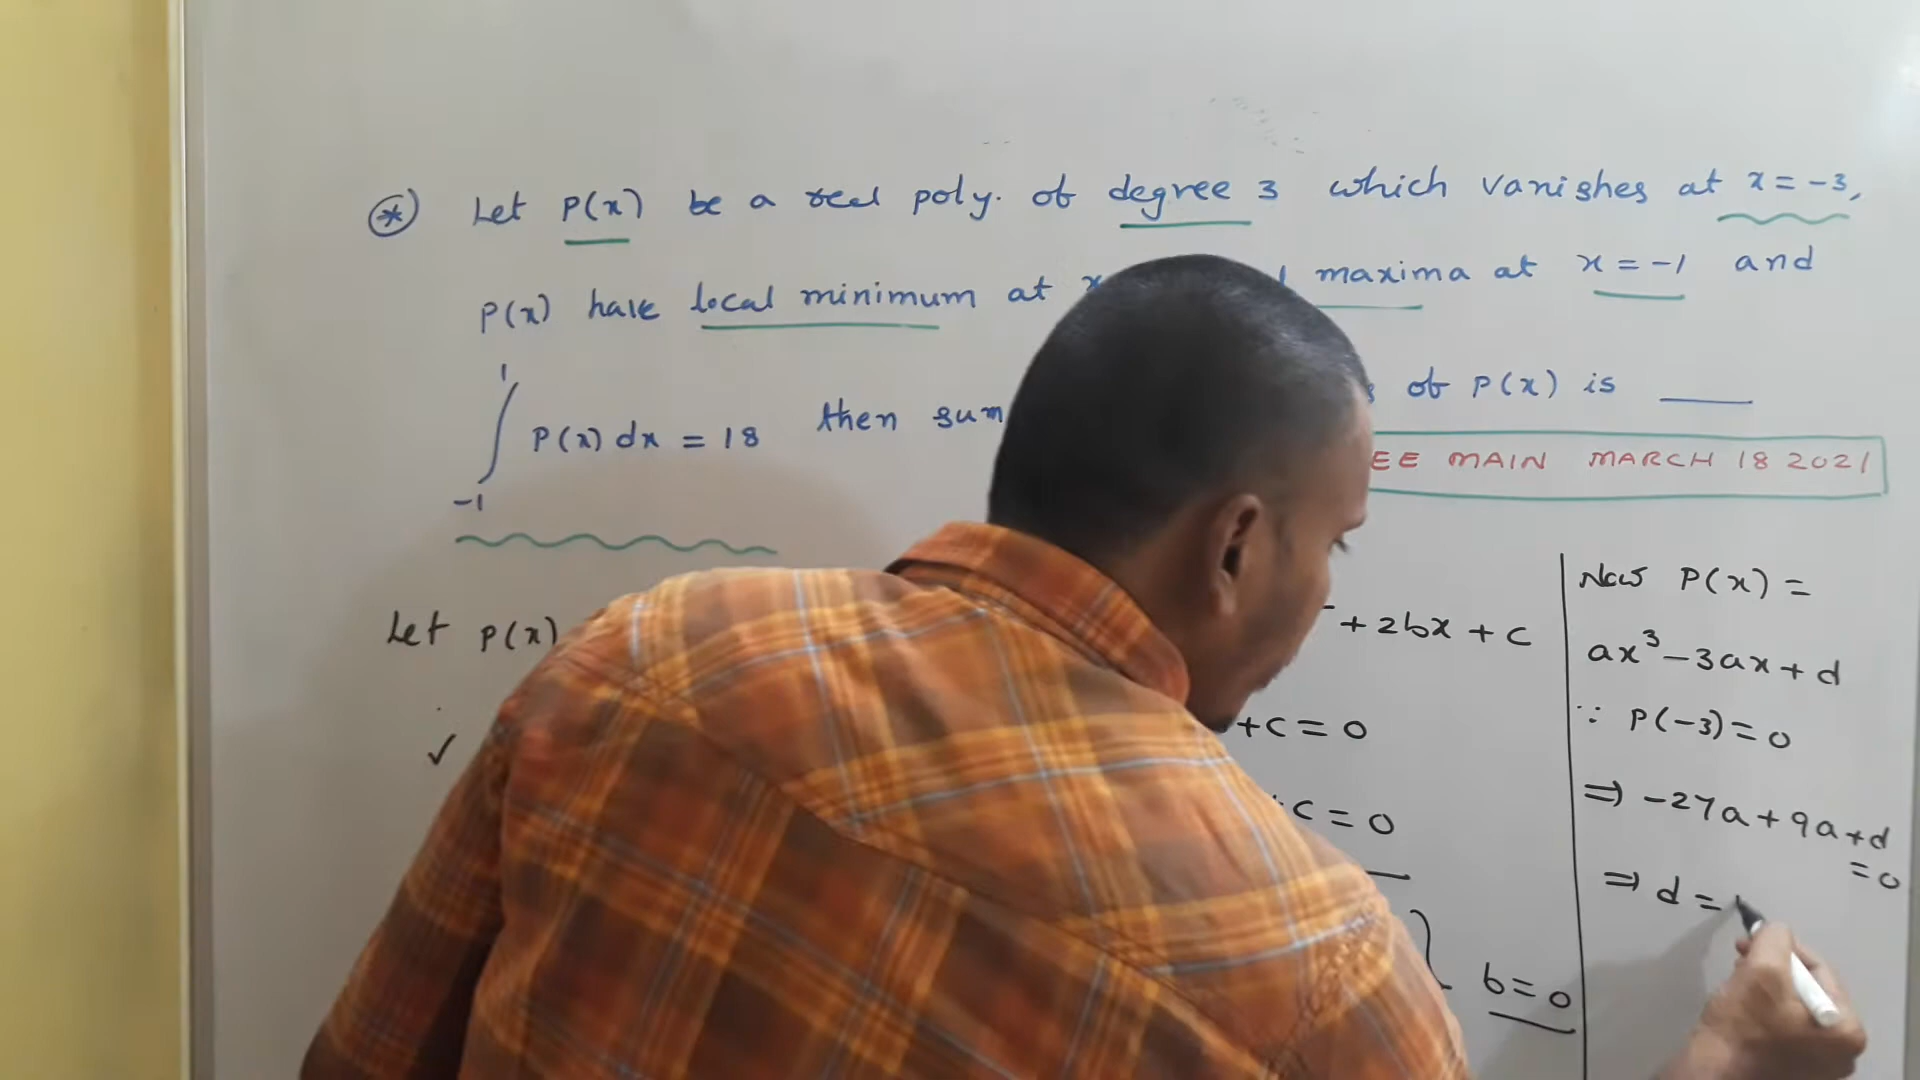 * Let P(x) be a real poly. of degree 3 which vanishes at x = -3,
P(x) have local minimum at x maxima at x = -1 and
∫_{-1}^{1} P(x) dx = 18 then sum of P(x) is ____
EE MAIN MARCH 18 2021
Let P(x)
+ 2bx + c
✓
+ c = 0
c = 0
b = 0
Now P(x) =
ax³ - 3ax + d
∵ P(-3) = 0
⇒ -27a + 9a + d
= 0
⇒ d =